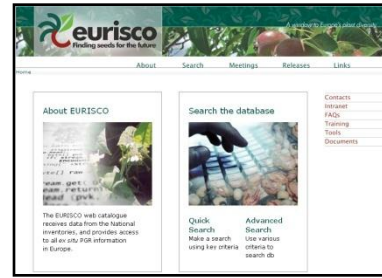 eurisco
Finding seeds for the future
A window to Europe's plant diversity
About Search Meetings Releases Links
Home
About EURISCO
The EURISCO web catalogue
receives data from the National
inventories, and provides access
to all ex situ PGR information
in Europe.
Search the database
Quick
Search
Make a search
using key criteria
Advanced
Search
Use various
criteria to
search db
Contacts
Intranet
FAQs
Training
Tools
Documents